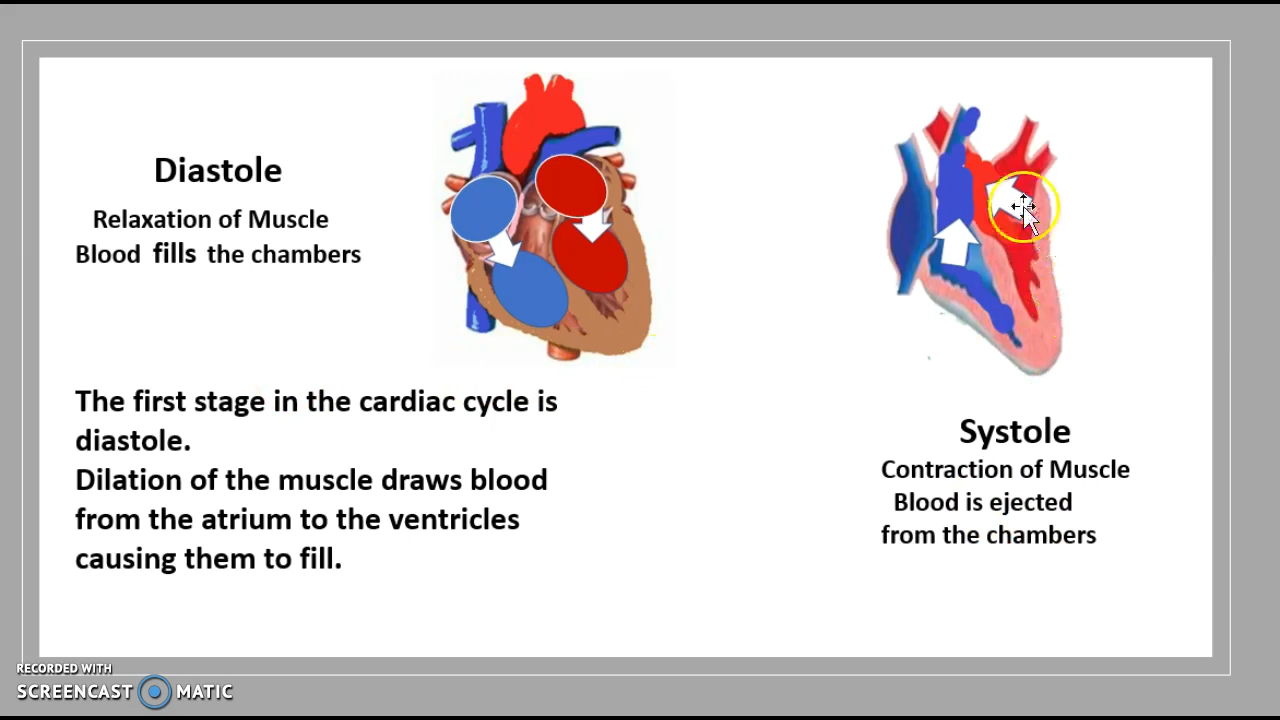 Diastole
Relaxation of Muscle
Blood fills the chambers
The first stage in the cardiac cycle is
diastole.
Dilation of the muscle draws blood
from the atrium to the ventricles
causing them to fill.
Systole
Contraction of Muscle
Blood is ejected
from the chambers
RECORDED WITH
SCREENCAST MATIC